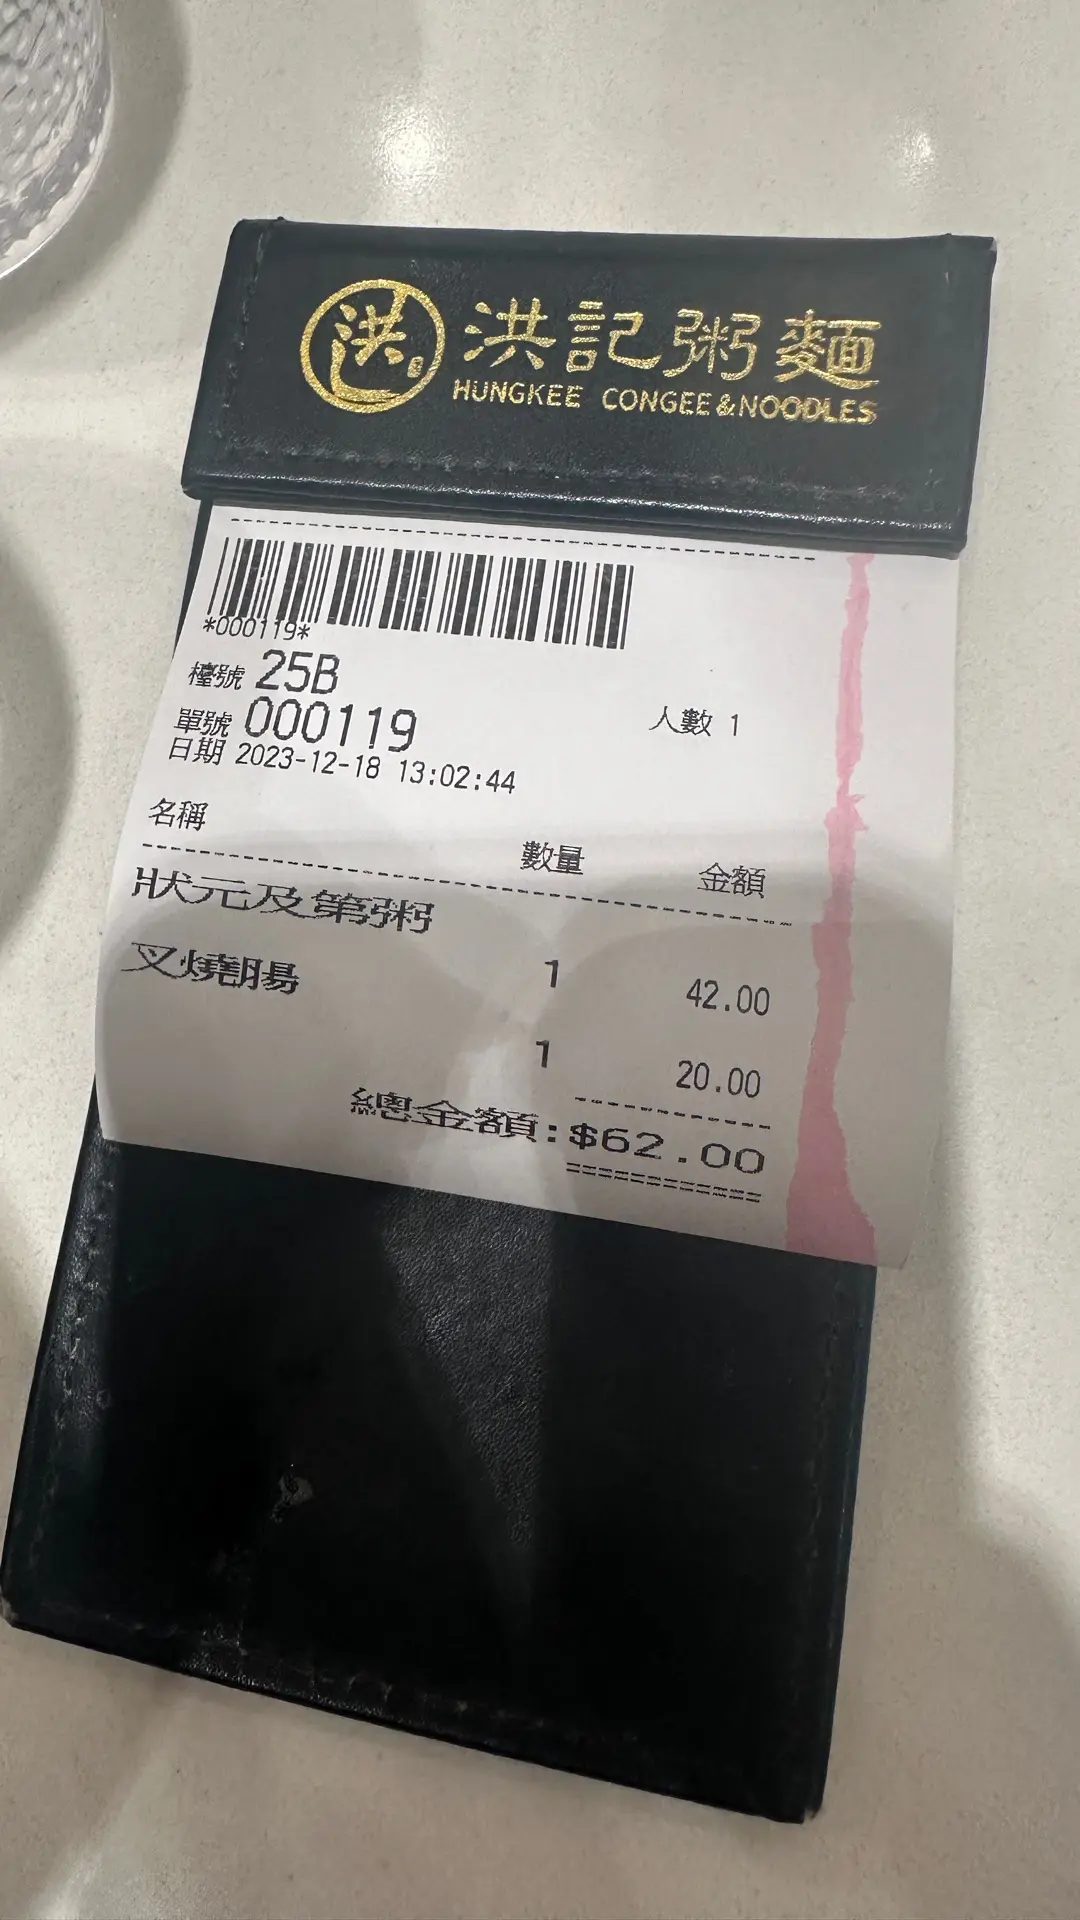 洪 洪記粥麵
HUNGKEE CONGEE&NOODLES
*000119*
檯號 25B
單號 000119 人數 1
日期 2023-12-18 13:02:44
名稱 數量 金額
狀元及第粥
1 42.00
叉燒腸
1 20.00
總金額:$62.00